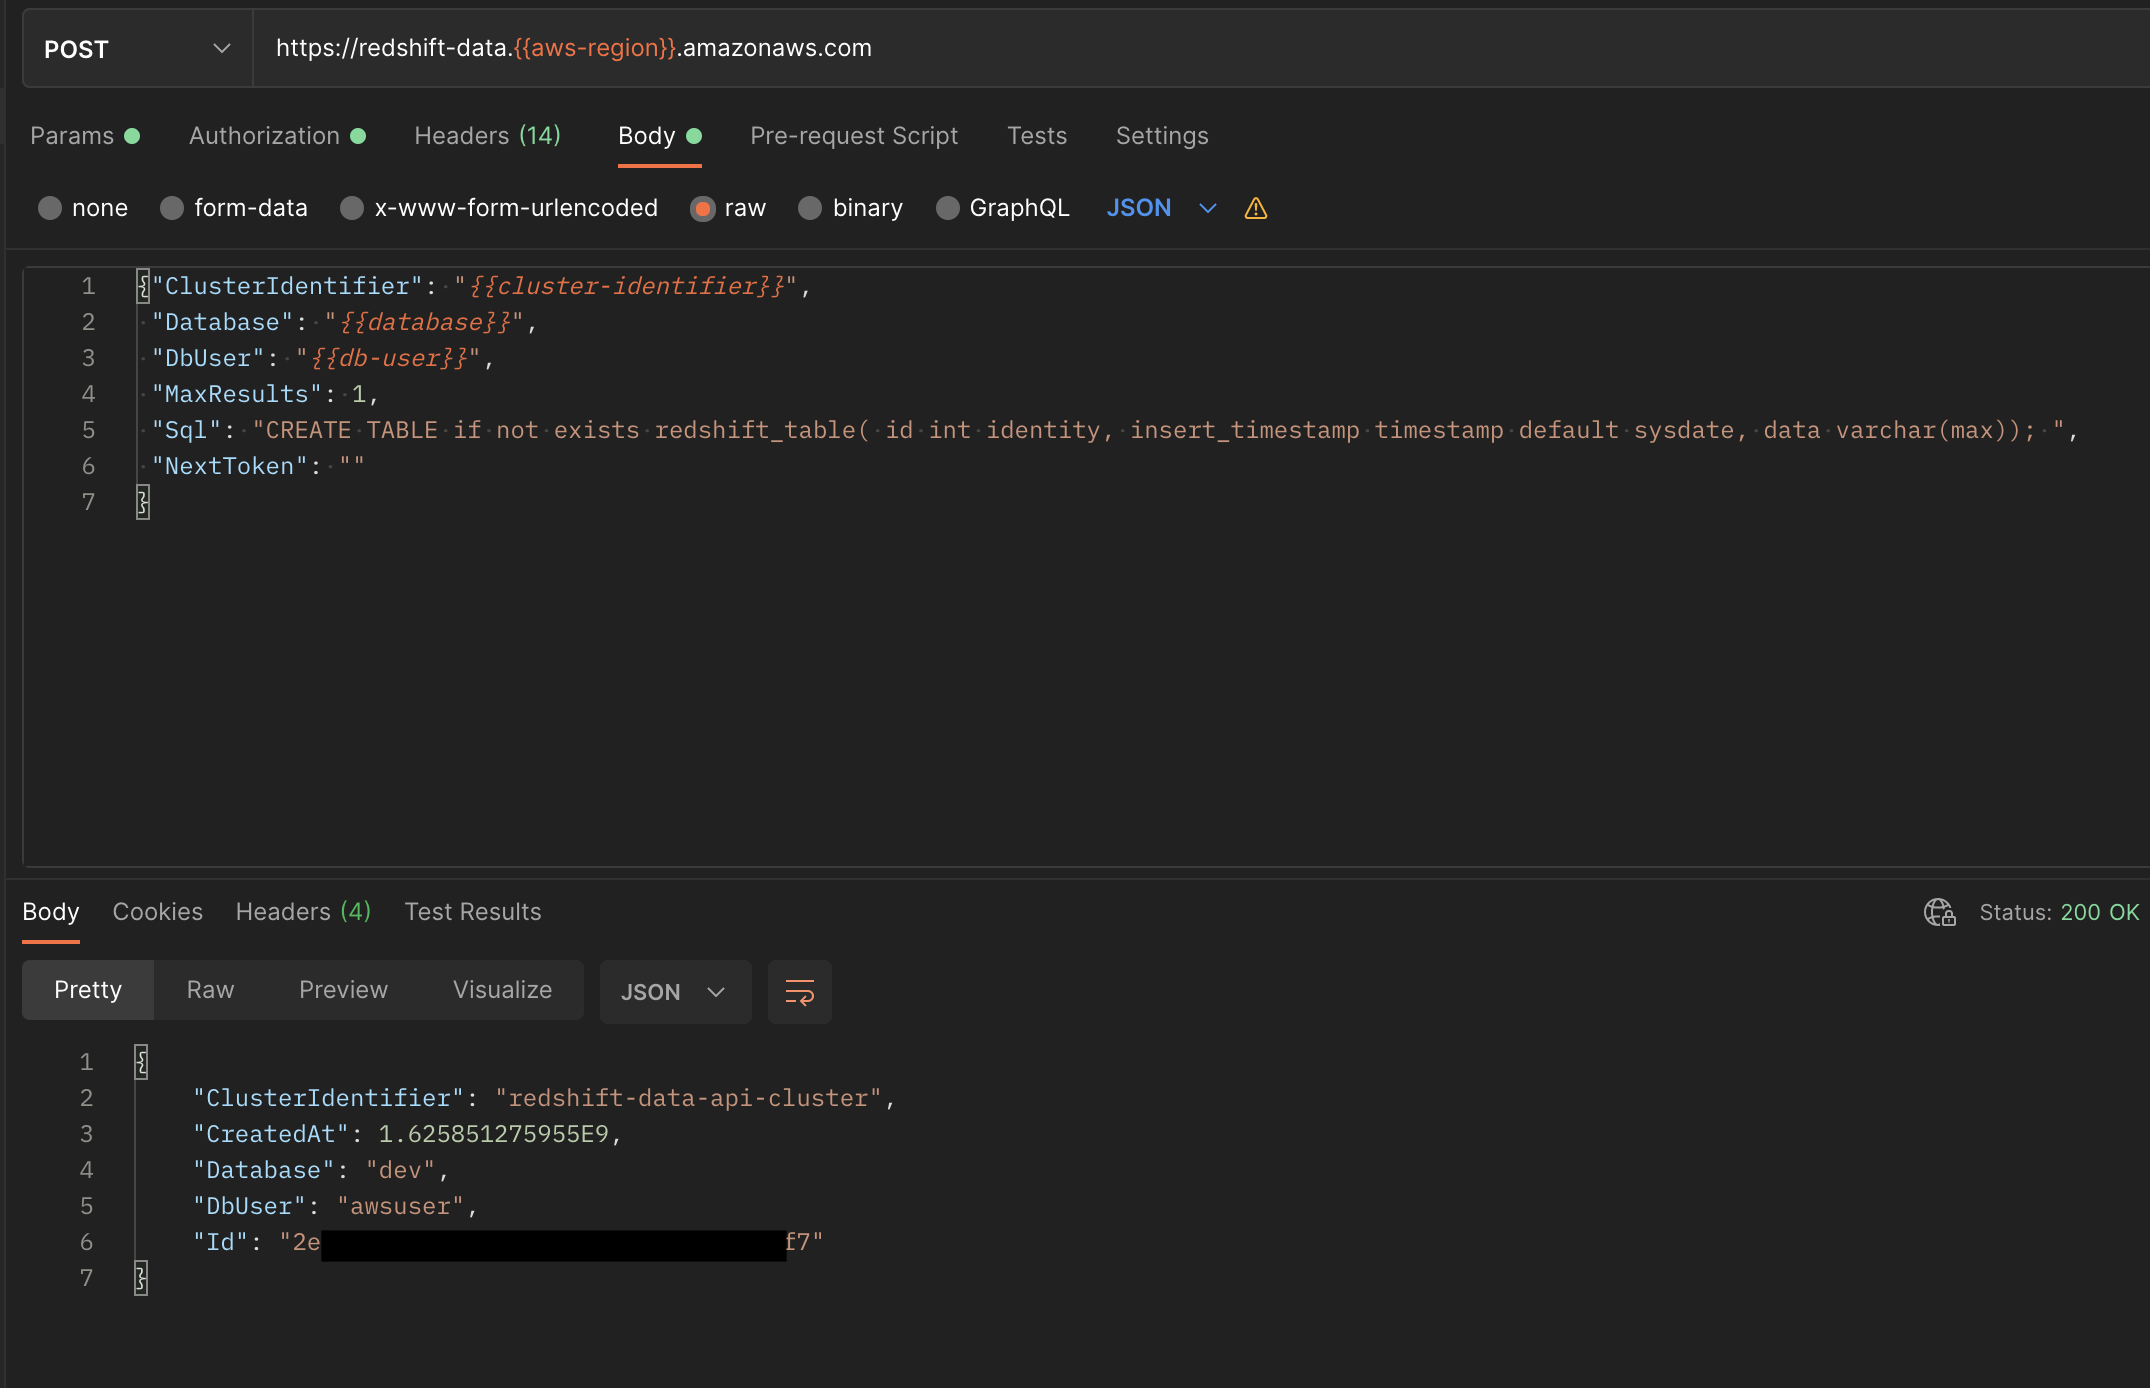 POST https://redshift-data.{{aws-region}}.amazonaws.com
Params Authorization Headers (14) Body Pre-request Script Tests Settings
none form-data x-www-form-urlencoded raw binary GraphQL JSON
1 {"ClusterIdentifier": "{{cluster-identifier}}",
2 "Database": "{{database}}",
3 "DbUser": "{{db-user}}",
4 "MaxResults": 1,
5 "Sql": "CREATE TABLE if not exists redshift_table( id int identity, insert_timestamp timestamp default sysdate, data varchar(max)); ",
6 "NextToken": ""
7 }
Body Cookies Headers (4) Test Results Status: 200 OK
Pretty Raw Preview Visualize JSON
1 {
2 "ClusterIdentifier": "redshift-data-api-cluster",
3 "CreatedAt": 1.625851275955E9,
4 "Database": "dev",
5 "DbUser": "awsuser",
6 "Id": "2e f7"
7 }